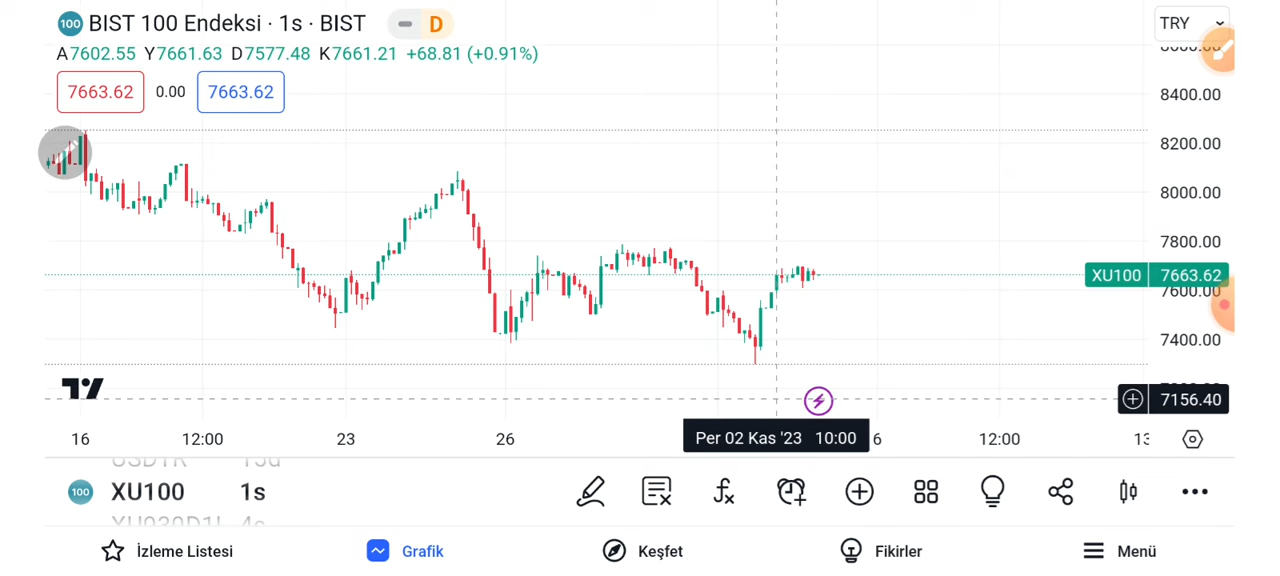 100 BIST 100 Endeksi · 1s · BIST D TRY
A7602.55 Y7661.63 D7577.48 K7661.21 +68.81 (+0.91%)
7663.62 0.00 7663.62
8400.00
8200.00
8000.00
7800.00
XU100 7663.62
7600.00
7400.00
7156.40
16 12:00 23 26 Per 02 Kas '23 10:00 6 12:00
100 XU100 1s
İzleme Listesi Grafik Keşfet Fikirler Menü